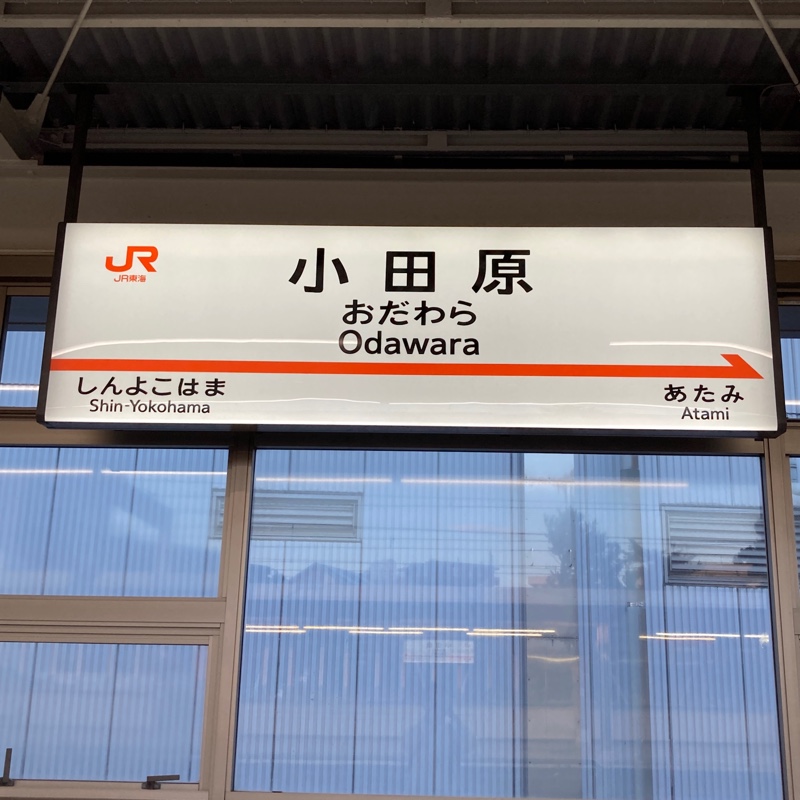 JR
JR東海
小田原
おだわら
Odawara
しんよこはま
Shin-Yokohama
あたみ
Atami